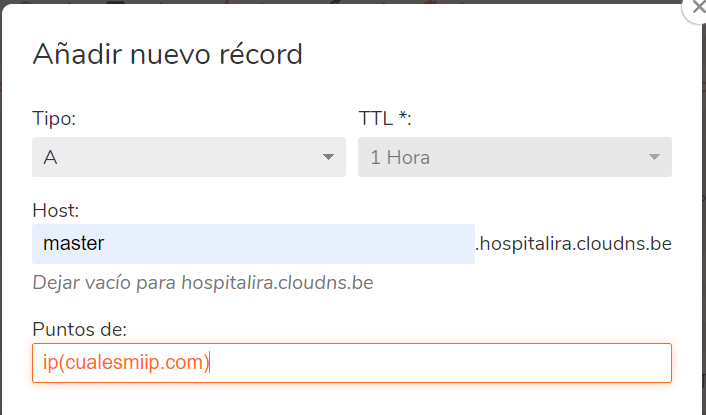 Añadir nuevo récord
Tipo: TTL *:
A 1 Hora
Host:
master .hospitalira.cloudns.be
Dejar vacío para hospitalira.cloudns.be
Puntos de:
ip(cualesmiip.com)